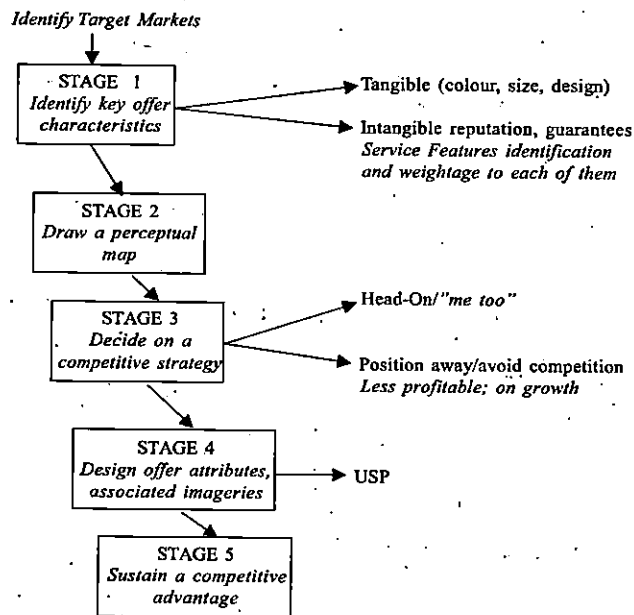 Identify Target Markets
STAGE 1
Identify key offer
characteristics
Tangible (colour, size, design)
Intangible reputation, guarantees
Service Features identification
and weightage to each of them
STAGE 2
Draw a perceptual
map
STAGE 3
Decide on a
competitive strategy
Head-On/"me too"
Position away/avoid competition
Less profitable; on growth
STAGE 4
Design offer attributes,
associated imageries
USP
STAGE 5
Sustain a competitive
advantage